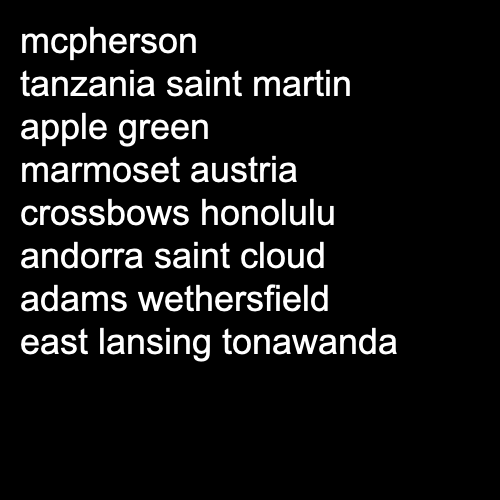 mcpherson
tanzania saint martin
apple green
marmoset austria
crossbows honolulu
andorra saint cloud
adams wethersfield
east lansing tonawanda